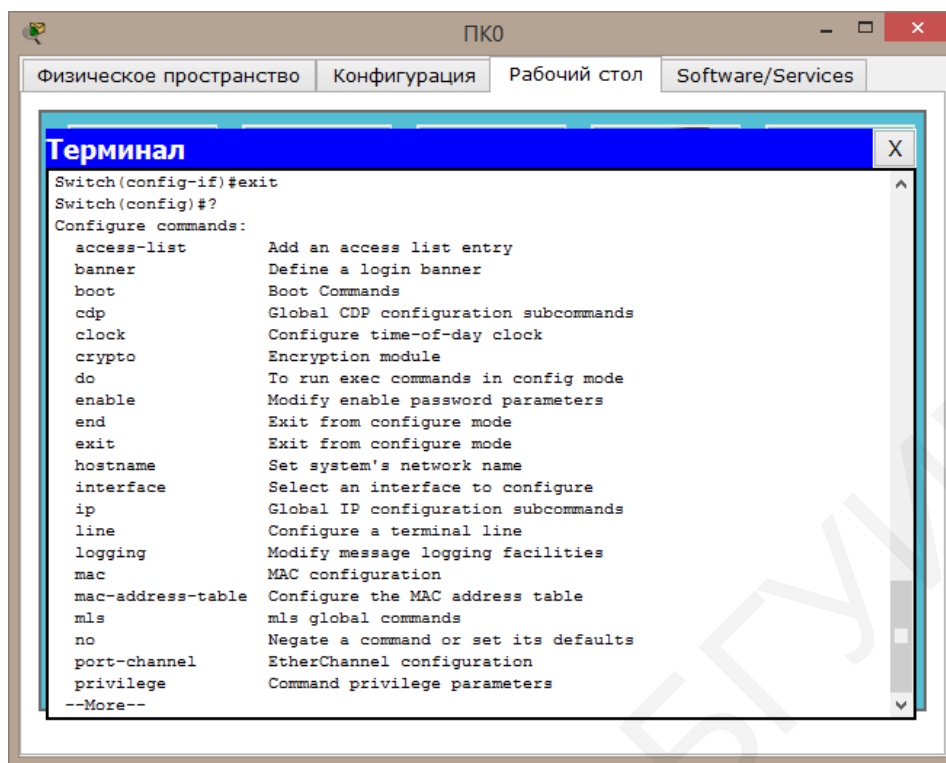 ПК0
Физическое пространство Конфигурация Рабочий стол Software/Services
Терминал X
Switch(config-if)#exit
Switch(config)#?
Configure commands:
access-list Add an access list entry
banner Define a login banner
boot Boot Commands
cdp Global CDP configuration subcommands
clock Configure time-of-day clock
crypto Encryption module
do To run exec commands in config mode
enable Modify enable password parameters
end Exit from configure mode
exit Exit from configure mode
hostname Set system's network name
interface Select an interface to configure
ip Global IP configuration subcommands
line Configure a terminal line
logging Modify message logging facilities
mac MAC configuration
mac-address-table Configure the MAC address table
mls mls global commands
no Negate a command or set its defaults
port-channel EtherChannel configuration
privilege Command privilege parameters
--More--